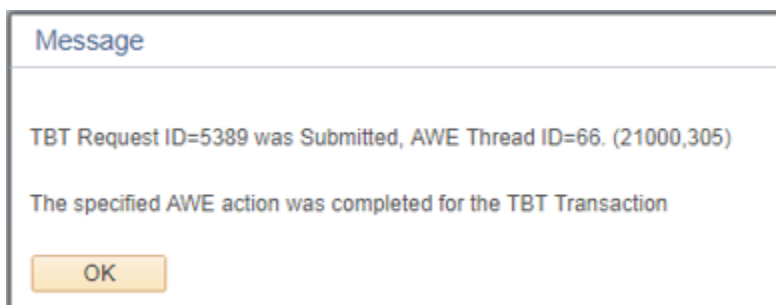 Message
TBT Request ID=5389 was Submitted, AWE Thread ID=66. (21000,305)
The specified AWE action was completed for the TBT Transaction
OK